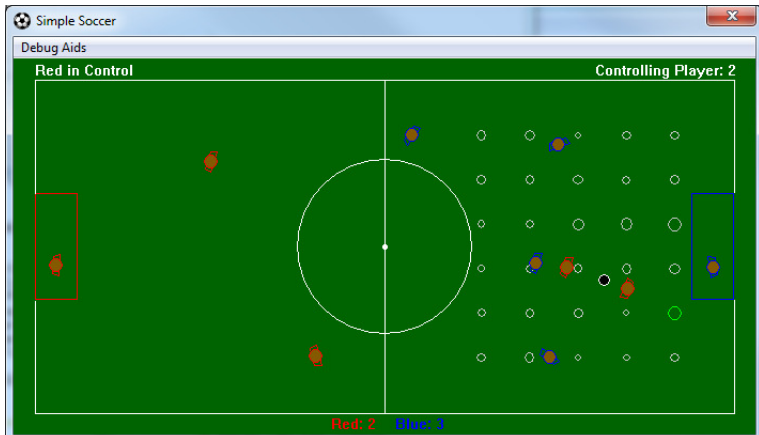 Simple Soccer
Debug Aids
Red in Control Controlling Player: 2
Red: 2 Blue: 3